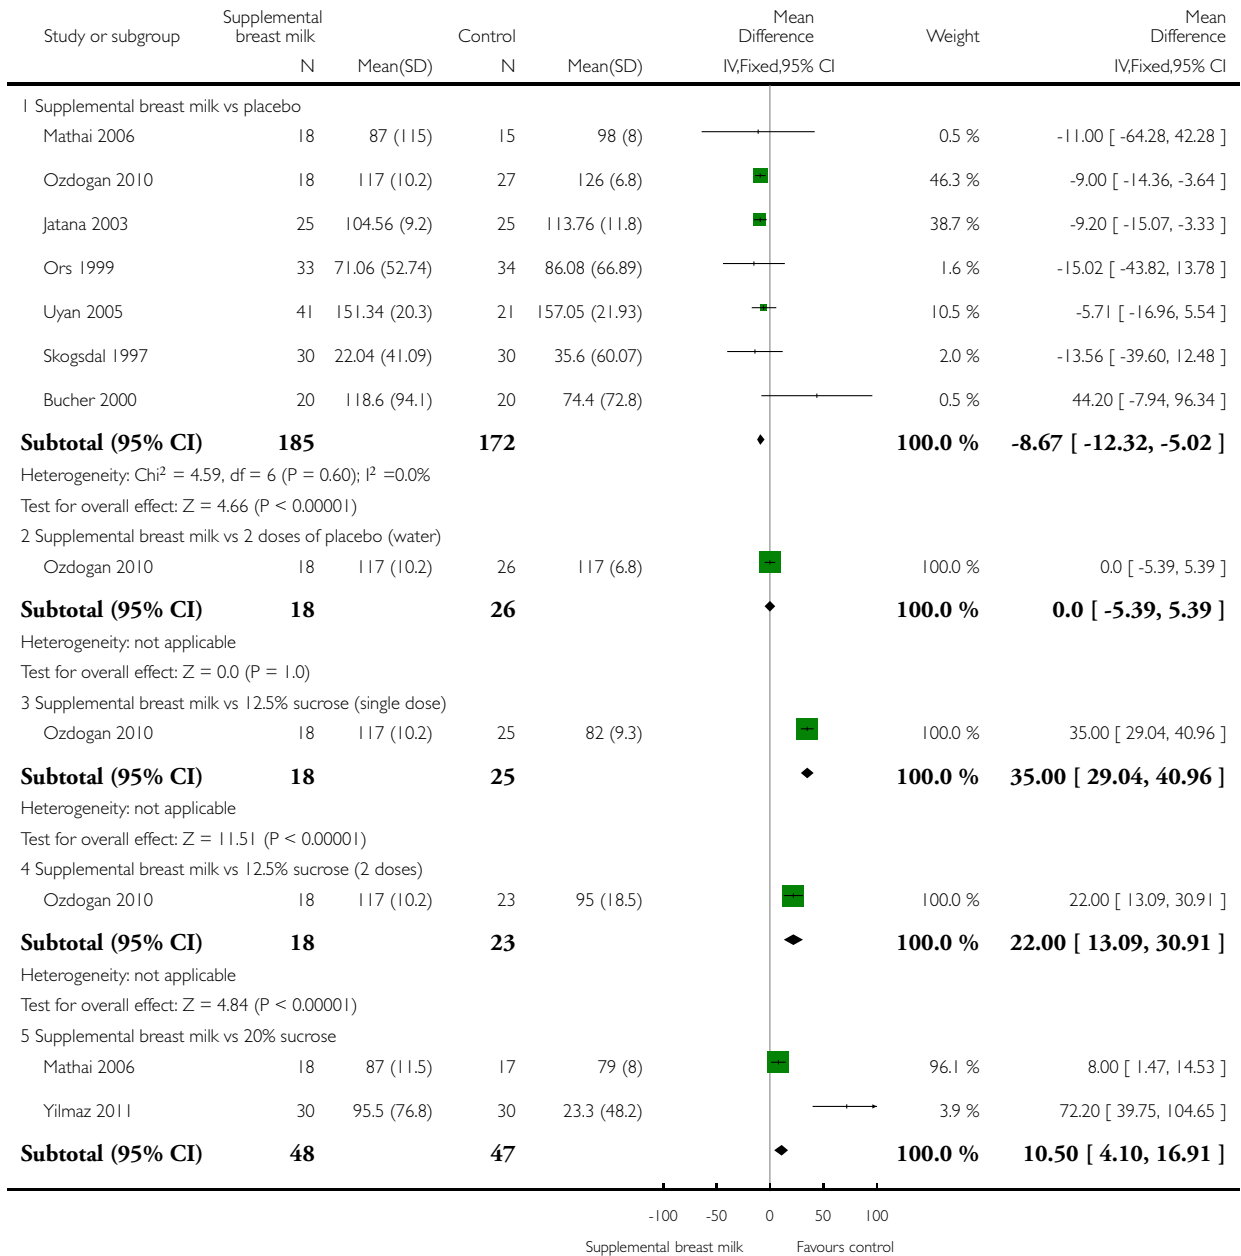 Study or subgroup Supplemental breast milk Control Mean Difference Weight Mean Difference
N Mean(SD) N Mean(SD) IV,Fixed,95% CI IV,Fixed,95% CI
1 Supplemental breast milk vs placebo
Mathai 2006 18 87 (115) 15 98 (8) 0.5 % -11.00 [ -64.28, 42.28 ]
Ozdogan 2010 18 117 (10.2) 27 126 (6.8) 46.3 % -9.00 [ -14.36, -3.64 ]
Jatana 2003 25 104.56 (9.2) 25 113.76 (11.8) 38.7 % -9.20 [ -15.07, -3.33 ]
Ors 1999 33 71.06 (52.74) 34 86.08 (66.89) 1.6 % -15.02 [ -43.82, 13.78 ]
Uyan 2005 41 151.34 (20.3) 21 157.05 (21.93) 10.5 % -5.71 [ -16.96, 5.54 ]
Skogsdal 1997 30 22.04 (41.09) 30 35.6 (60.07) 2.0 % -13.56 [ -39.60, 12.48 ]
Bucher 2000 20 118.6 (94.1) 20 74.4 (72.8) 0.5 % 44.20 [ -7.94, 96.34 ]
Subtotal (95% CI) 185 172 100.0 % -8.67 [ -12.32, -5.02 ]
Heterogeneity: Chi² = 4.59, df = 6 (P = 0.60); I² =0.0%
Test for overall effect: Z = 4.66 (P < 0.00001)
2 Supplemental breast milk vs 2 doses of placebo (water)
Ozdogan 2010 18 117 (10.2) 26 117 (6.8) 100.0 % 0.0 [ -5.39, 5.39 ]
Subtotal (95% CI) 18 26 100.0 % 0.0 [ -5.39, 5.39 ]
Heterogeneity: not applicable
Test for overall effect: Z = 0.0 (P = 1.0)
3 Supplemental breast milk vs 12.5% sucrose (single dose)
Ozdogan 2010 18 117 (10.2) 25 82 (9.3) 100.0 % 35.00 [ 29.04, 40.96 ]
Subtotal (95% CI) 18 25 100.0 % 35.00 [ 29.04, 40.96 ]
Heterogeneity: not applicable
Test for overall effect: Z = 11.51 (P < 0.00001)
4 Supplemental breast milk vs 12.5% sucrose (2 doses)
Ozdogan 2010 18 117 (10.2) 23 95 (18.5) 100.0 % 22.00 [ 13.09, 30.91 ]
Subtotal (95% CI) 18 23 100.0 % 22.00 [ 13.09, 30.91 ]
Heterogeneity: not applicable
Test for overall effect: Z = 4.84 (P < 0.00001)
5 Supplemental breast milk vs 20% sucrose
Mathai 2006 18 87 (11.5) 17 79 (8) 96.1 % 8.00 [ 1.47, 14.53 ]
Yilmaz 2011 30 95.5 (76.8) 30 23.3 (48.2) 3.9 % 72.20 [ 39.75, 104.65 ]
Subtotal (95% CI) 48 47 100.0 % 10.50 [ 4.10, 16.91 ]
-100 -50 0 50 100
Supplemental breast milk Favours control